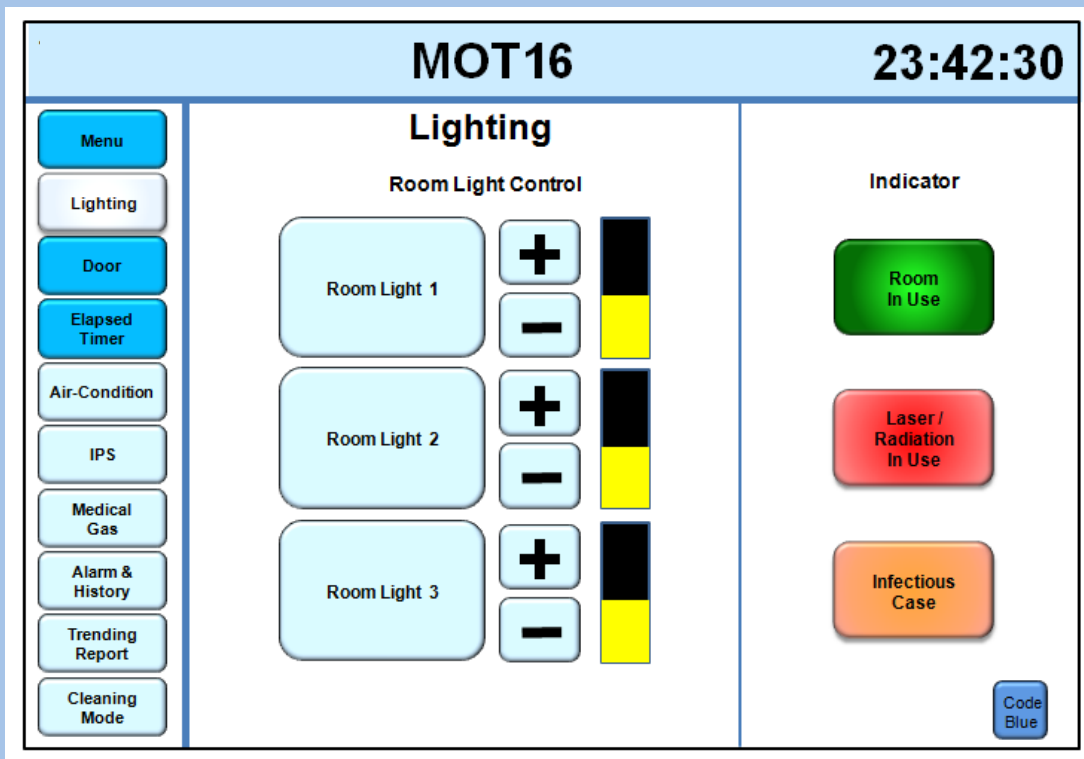 MOT16
23:42:30
Menu
Lighting
Door
Elapsed
Timer
Air-Condition
IPS
Medical
Gas
Alarm &
History
Trending
Report
Cleaning
Mode
Lighting
Room Light Control
Room Light 1
+
-
Room Light 2
+
-
Room Light 3
+
-
Indicator
Room
In Use
Laser /
Radiation
In Use
Infectious
Case
Code
Blue